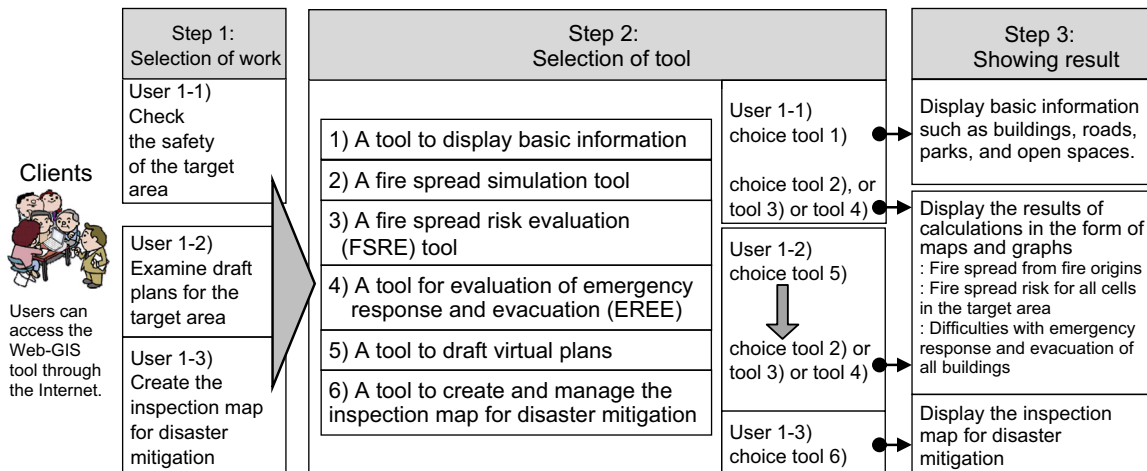 Clients
Users can
access the
Web-GIS
tool through
the Internet.
Step 1:
Selection of work
User 1-1)
Check
the safety
of the target
area
User 1-2)
Examine draft
plans for the
target area
User 1-3)
Create the
inspection map
for disaster
mitigation
Step 2:
Selection of tool
1) A tool to display basic information
2) A fire spread simulation tool
3) A fire spread risk evaluation
(FSRE) tool
4) A tool for evaluation of emergency
response and evacuation (EREE)
5) A tool to draft virtual plans
6) A tool to create and manage the
inspection map for disaster mitigation
User 1-1)
choice tool 1)
choice tool 2), or
tool 3) or tool 4)
User 1-2)
choice tool 5)
choice tool 2) or
tool 3) or tool 4)
User 1-3)
choice tool 6)
Step 3:
Showing result
Display basic information
such as buildings, roads,
parks, and open spaces.
Display the results of
calculations in the form of
maps and graphs
: Fire spread from fire origins
: Fire spread risk for all cells
in the target area
: Difficulties with emergency
response and evacuation of
all buildings
Display the inspection
map for disaster
mitigation